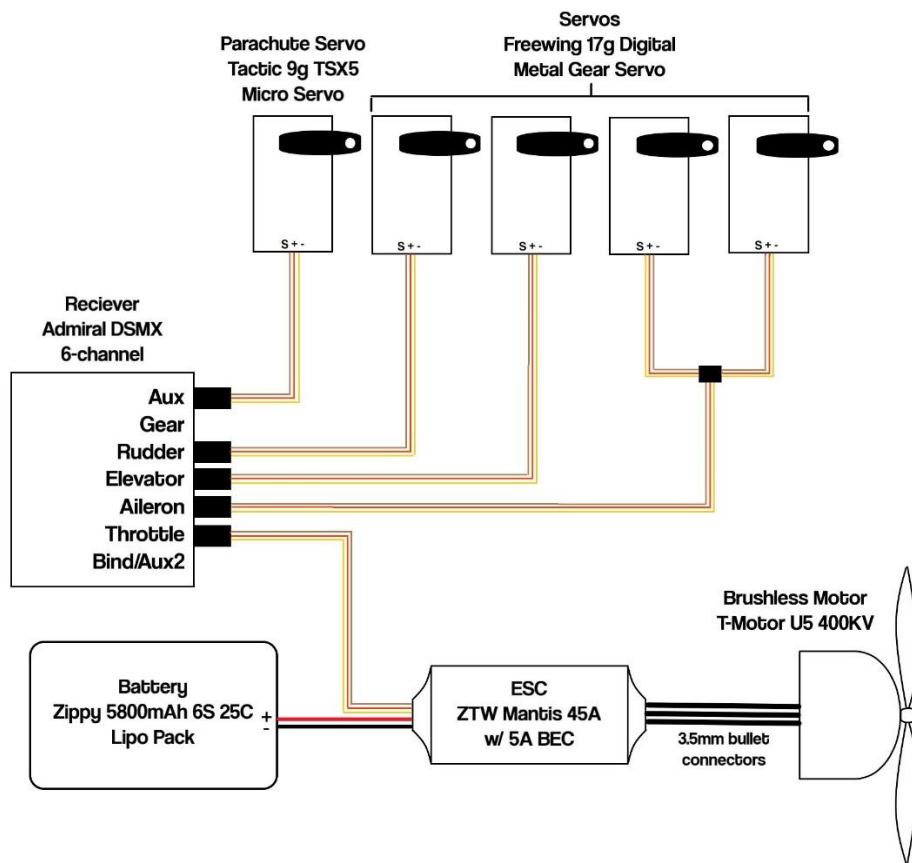 Servos
Freewing 17g Digital
Metal Gear Servo
Parachute Servo
Tactic 9g TSX5
Micro Servo
S + -
S + -
S + -
S + -
S + -
Reciever
Admiral DSMX
6-channel
Aux
Gear
Rudder
Elevator
Aileron
Throttle
Bind/Aux2
Brushless Motor
T-Motor U5 400KV
Battery
Zippy 5800mAh 6S 25C
Lipo Pack
+
-
ESC
ZTW Mantis 45A
w/ 5A BEC
3.5mm bullet
connectors